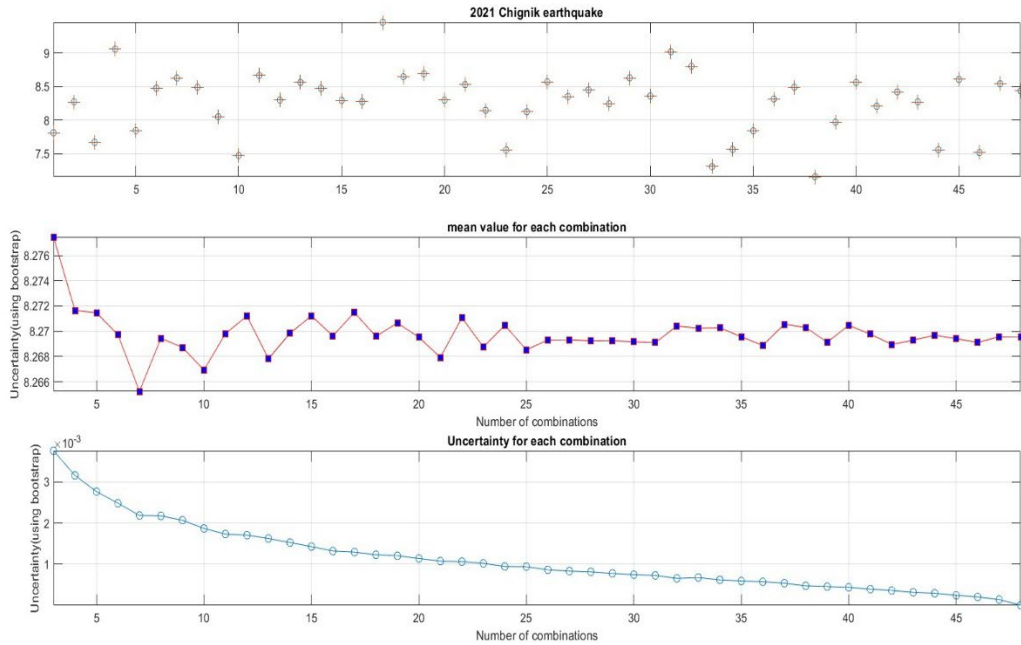 2021 Chignik earthquake
9
8.5
8
7.5
5 10 15 20 25 30 35 40 45
mean value for each combination
Uncertainty(using bootstrap)
8.276
8.274
8.272
8.27
8.268
8.266
5 10 15 20 25 30 35 40 45
Number of combinations
×10-3
Uncertainty for each combination
Uncertainty(using bootstrap)
3
2
1
5 10 15 20 25 30 35 40 45
Number of combinations